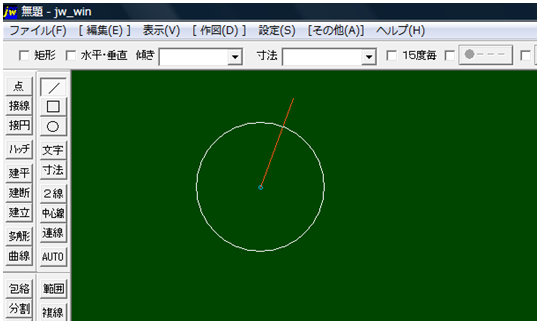 jw 無題 - jw_win
ファイル(F) [ 編集(E) ] 表示(V) [ 作図(D) ] 設定(S) [その他(A)] ヘルプ(H)
矩形 水平・垂直 傾き 寸法 15度毎 ●---
点 ／
接線 □
接円 ○
ハッチ 文字
建平 寸法
建断 2線
建立 中心線
多角形 連線
曲線 AUTO
包絡 範囲
分割 複線